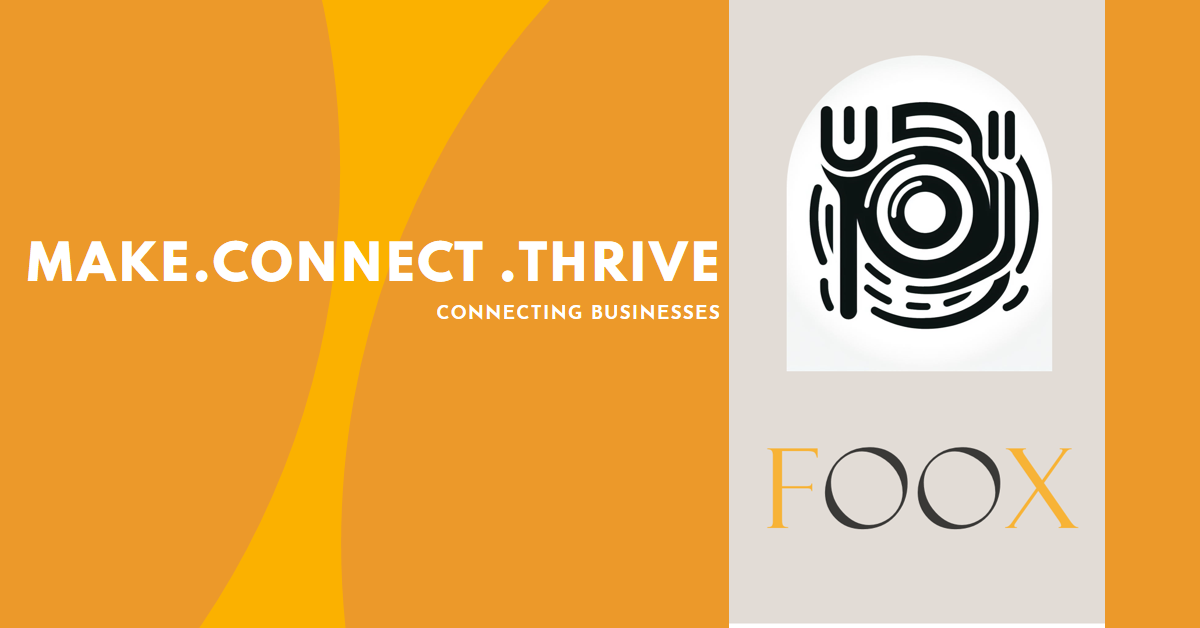 MAKE.CONNECT .THRIVE
CONNECTING BUSINESSES
FOOX